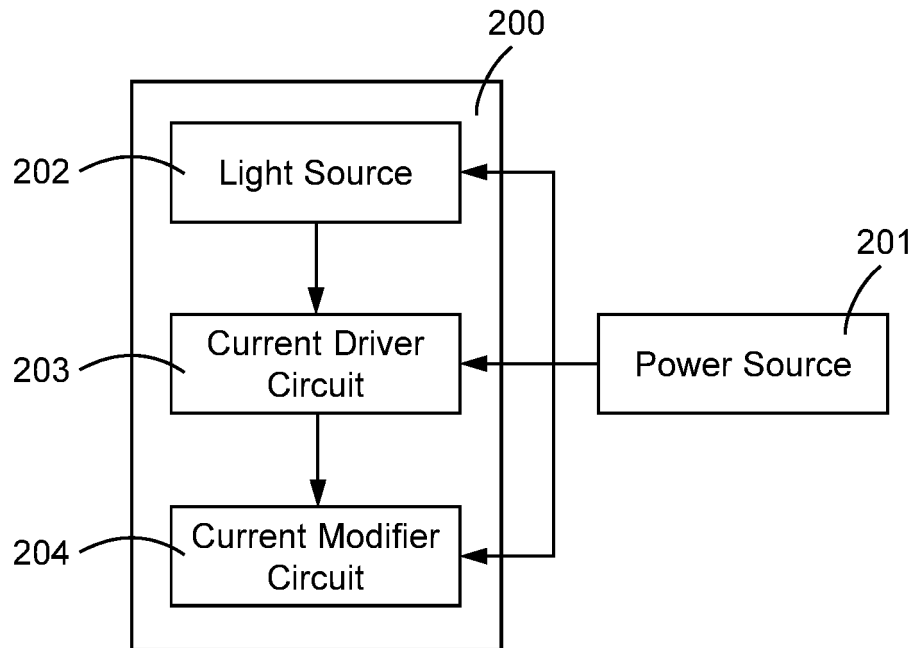 200
202
Light Source
201
203
Current Driver
Circuit
Power Source
204
Current Modifier
Circuit